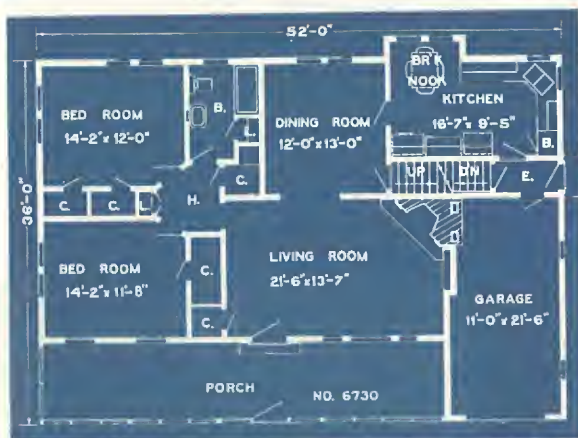 52'-0"
36'-0"
BED ROOM
14'-2" x 12'-0"
B.
L.
C.
DINING ROOM
12'-0" x 13'-0"
BR'K
NOOK
KITCHEN
16'-7" x 9'-5"
B.
UP
DN
E.
C.
C.
L.
H.
BED ROOM
14'-2" x 11'-8"
C.
C.
LIVING ROOM
21'-6" x 13'-7"
GARAGE
11'-0" x 21'-6"
PORCH
NO. 6730